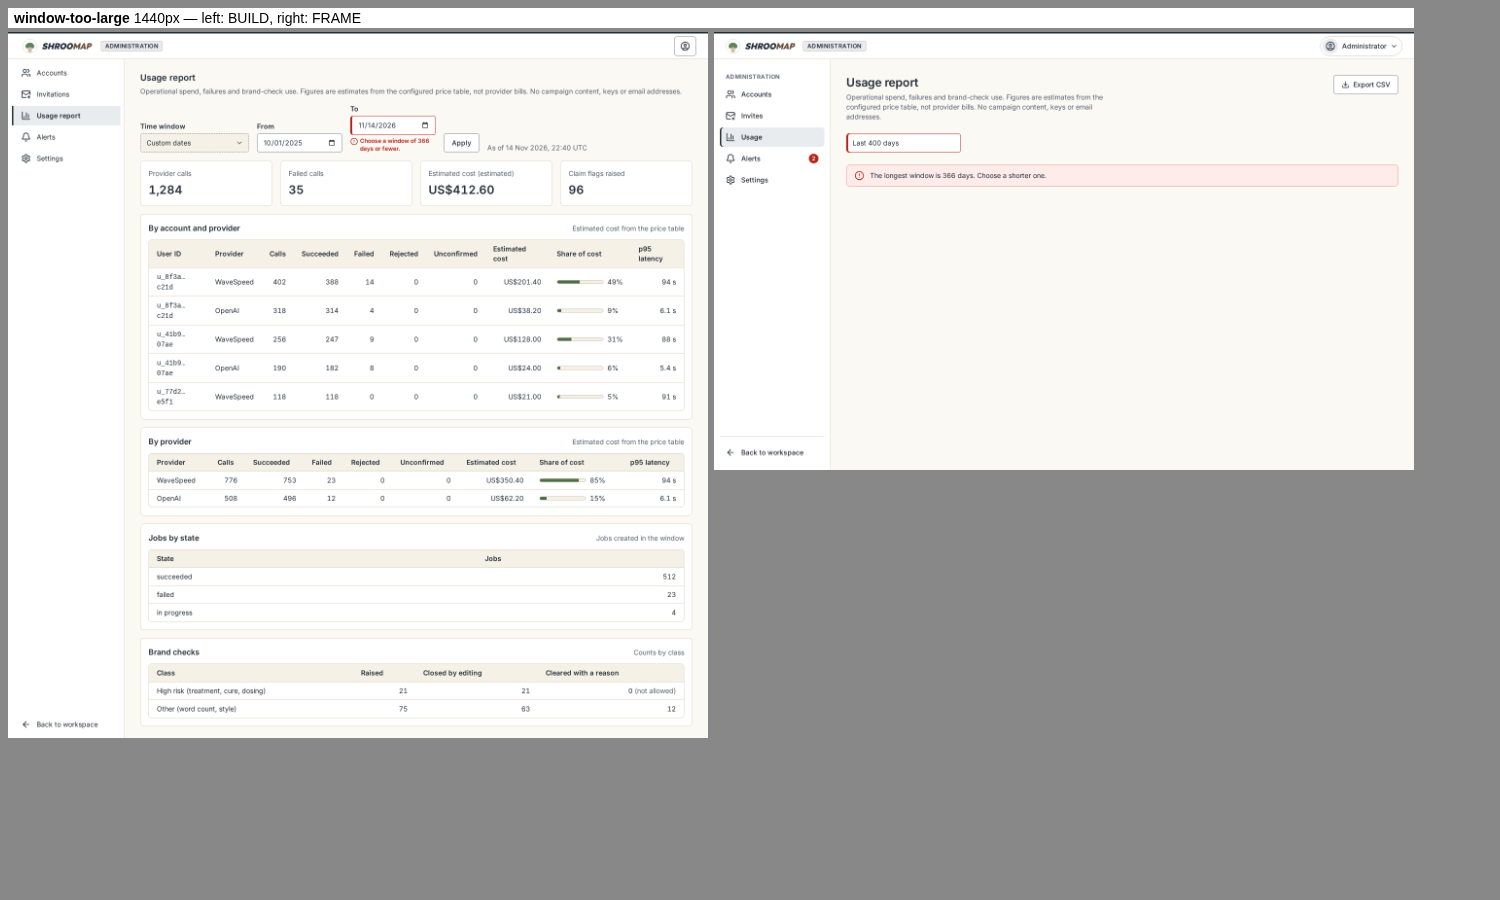 window-too-large 1440px — left: BUILD, right: FRAME
SHROOMAP ADMINISTRATION
Accounts
Invitations
Usage report
Alerts
Settings
Back to workspace
Usage report
Operational spend, failures and brand-check use. Figures are estimates from the configured price table, not provider bills. No campaign content, keys or email addresses.
Time window
Custom dates
From
10/01/2025
To
11/14/2026
Choose a window of 366
days or fewer.
Apply
As of 14 Nov 2026, 22:40 UTC
Provider calls
1,284
Failed calls
35
Estimated cost (estimated)
US$412.60
Claim flags raised
96
By account and provider Estimated cost from the price table
User ID Provider Calls Succeeded Failed Rejected Unconfirmed Estimated cost Share of cost p95 latency
u_8f3a…c21d WaveSpeed 402 388 14 0 0 US$201.40 49% 94 s
u_8f3a…c21d OpenAI 318 314 4 0 0 US$38.20 9% 6.1 s
u_41b9…07ae WaveSpeed 256 247 9 0 0 US$128.00 31% 88 s
u_41b9…07ae OpenAI 190 182 8 0 0 US$24.00 6% 5.4 s
u_77d2…e5f1 WaveSpeed 118 118 0 0 0 US$21.00 5% 91 s
By provider Estimated cost from the price table
Provider Calls Succeeded Failed Rejected Unconfirmed Estimated cost Share of cost p95 latency
WaveSpeed 776 753 23 0 0 US$350.40 85% 94 s
OpenAI 508 496 12 0 0 US$62.20 15% 6.1 s
Jobs by state Jobs created in the window
State Jobs
succeeded 512
failed 23
in progress 4
Brand checks Counts by class
Class Raised Closed by editing Cleared with a reason
High risk (treatment, cure, dosing) 21 21 0 (not allowed)
Other (word count, style) 75 63 12
SHROOMAP ADMINISTRATION
Administrator
ADMINISTRATION
Accounts
Invites
Usage
Alerts 2
Settings
Back to workspace
Usage report
Export CSV
Operational spend, failures and brand-check use. Figures are estimates from the
configured price table, not provider bills. No campaign content, keys or email
addresses.
Last 400 days
The longest window is 366 days. Choose a shorter one.